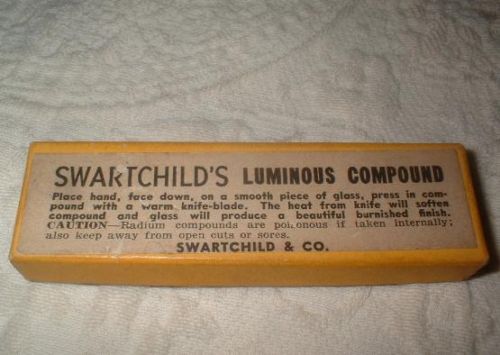 SWARTCHILD'S LUMINOUS COMPOUND
Place hand, face down, on a smooth piece of glass, press in com-
pound with a warm knife-blade. The heat from knife will soften
compound and glass will produce a beautiful burnished finish.
CAUTION—Radium compounds are poisonous if taken internally;
also keep away from open cuts or sores.
SWARTCHILD & CO.